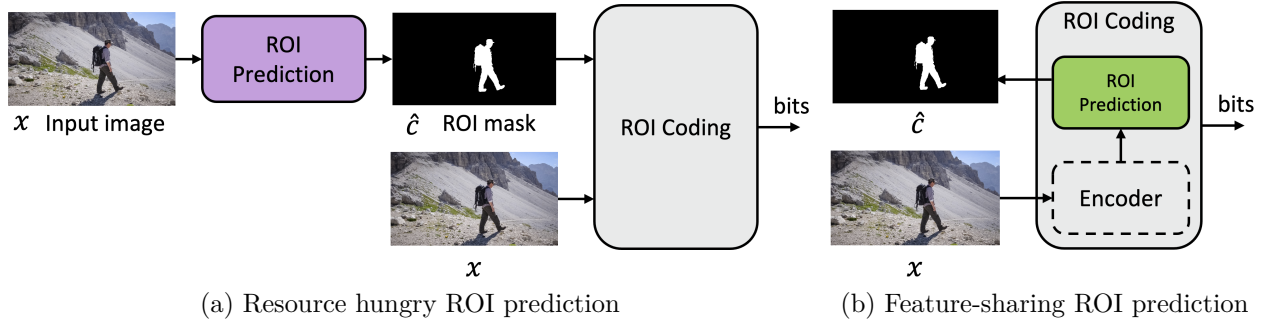 ROI
Prediction
x Input image
ĉ ROI mask
x
ROI Coding
bits
(a) Resource hungry ROI prediction
ROI Coding
ROI
Prediction
ĉ
Encoder
x
bits
(b) Feature-sharing ROI prediction